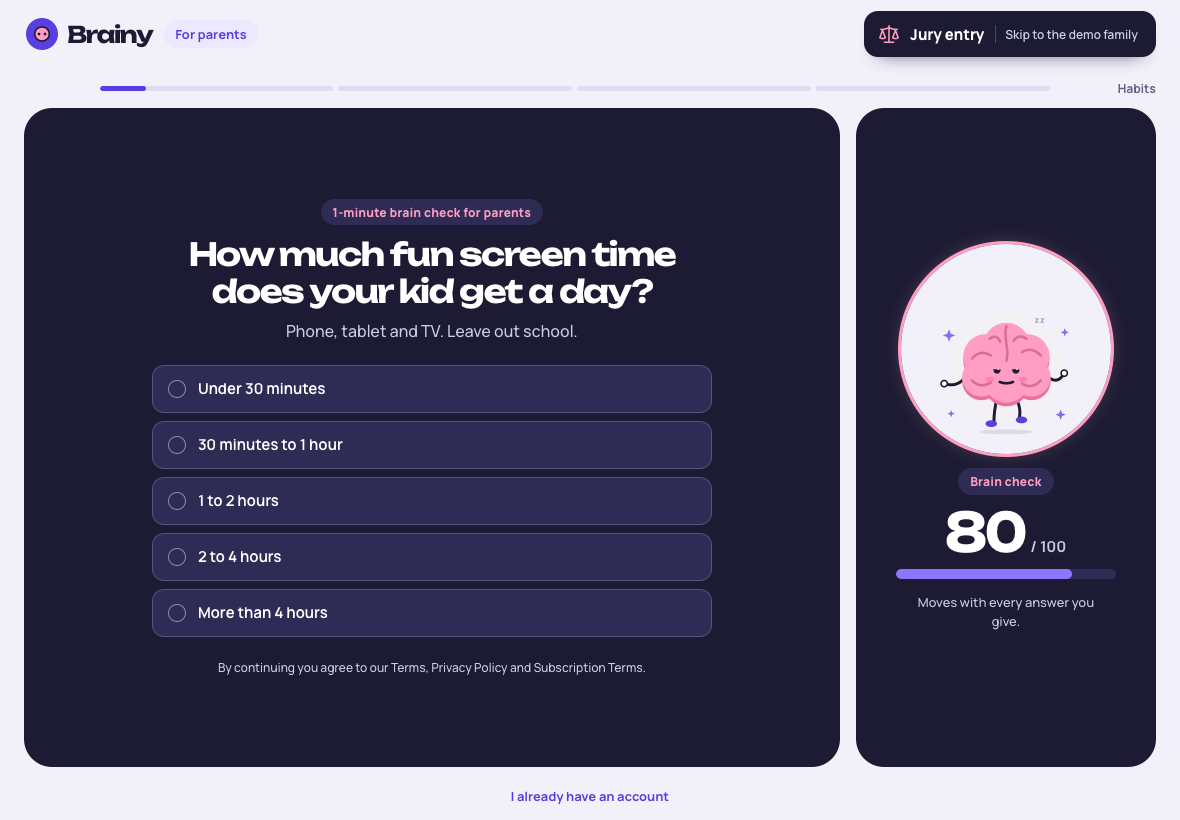 Brainy
For parents
Jury entry
Skip to the demo family
Habits
1-minute brain check for parents
How much fun screen time
does your kid get a day?
Phone, tablet and TV. Leave out school.
Under 30 minutes
30 minutes to 1 hour
1 to 2 hours
2 to 4 hours
More than 4 hours
By continuing you agree to our Terms, Privacy Policy and Subscription Terms.
z z
Brain check
80 / 100
Moves with every answer you
give.
I already have an account